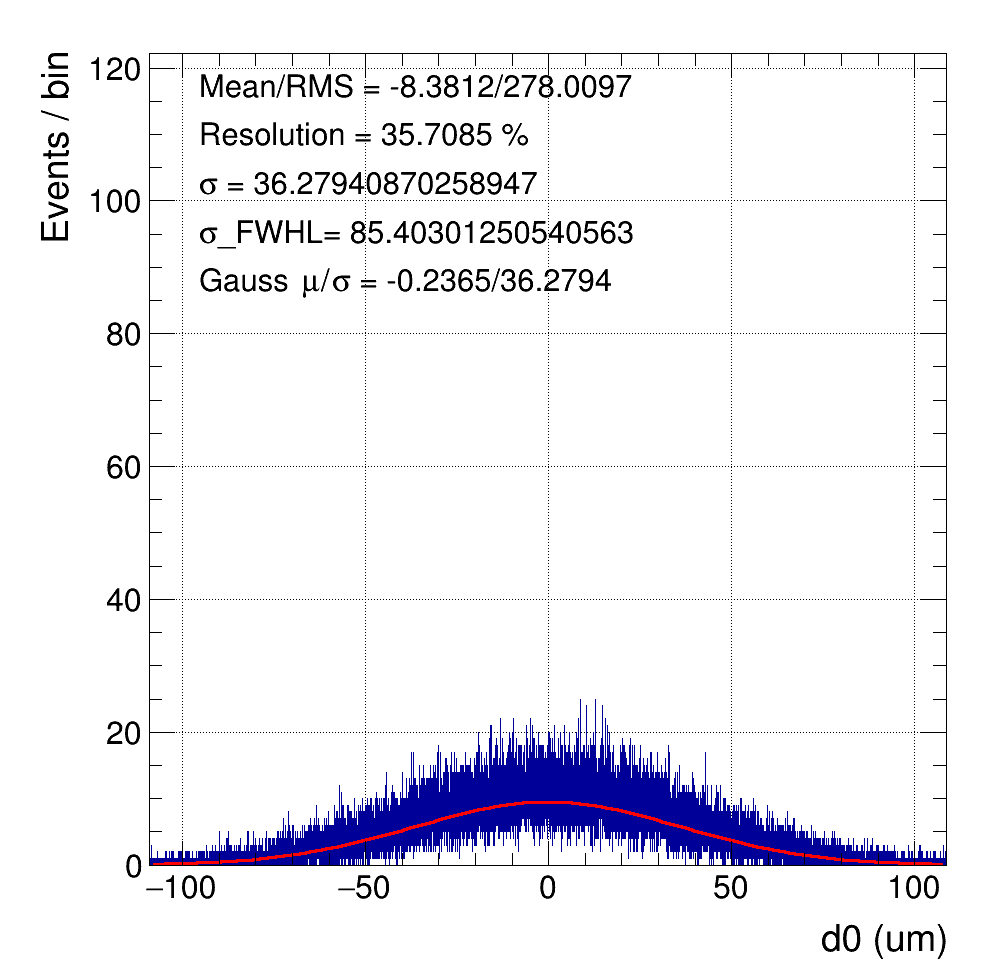 Events / bin
120
100
80
60
40
20
0
Mean/RMS = -8.3812/278.0097
Resolution = 35.7085 %
σ = 36.27940870258947
σ_FWHL= 85.40301250540563
Gauss μ/σ = -0.2365/36.2794
−100 −50 0 50 100
d0 (um)